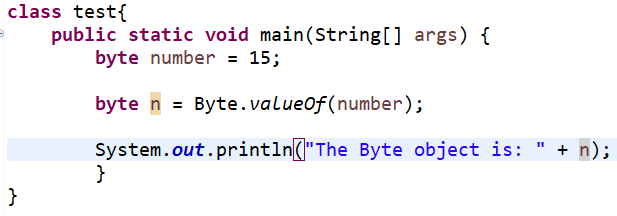 class test{
public static void main(String[] args) {
byte number = 15;
byte n = Byte.valueOf(number);
System.out.println("The Byte object is: " + n);
}
}